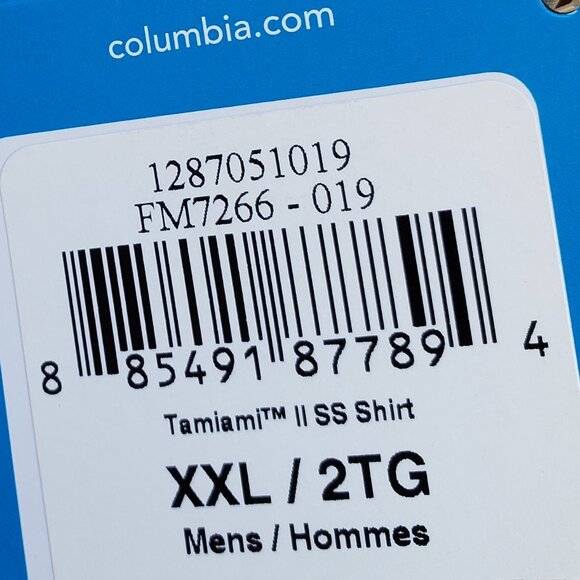 columbia.com
1287051019
FM7266 - 019
8 85491 87789 4
Tamiami™ II SS Shirt
XXL / 2TG
Mens / Hommes